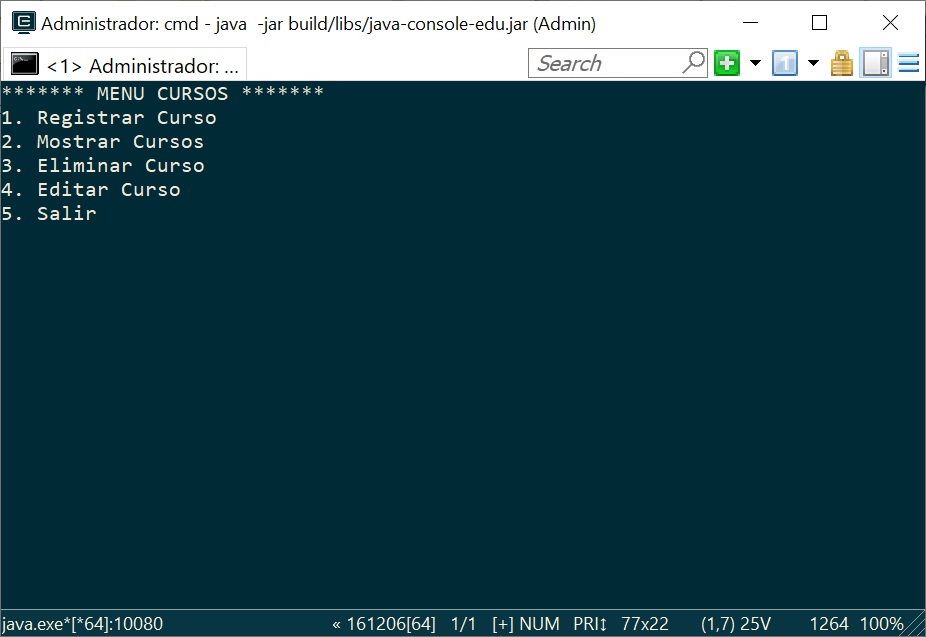 Administrador: cmd - java  -jar build/libs/java-console-edu.jar (Admin)
<1> Administrador: ...
Search
1
******* MENU CURSOS *******
1. Registrar Curso
2. Mostrar Cursos
3. Eliminar Curso
4. Editar Curso
5. Salir
java.exe*[*64]:10080 « 161206[64] 1/1 [+] NUM PRI↕ 77x22 (1,7) 25V 1264 100%